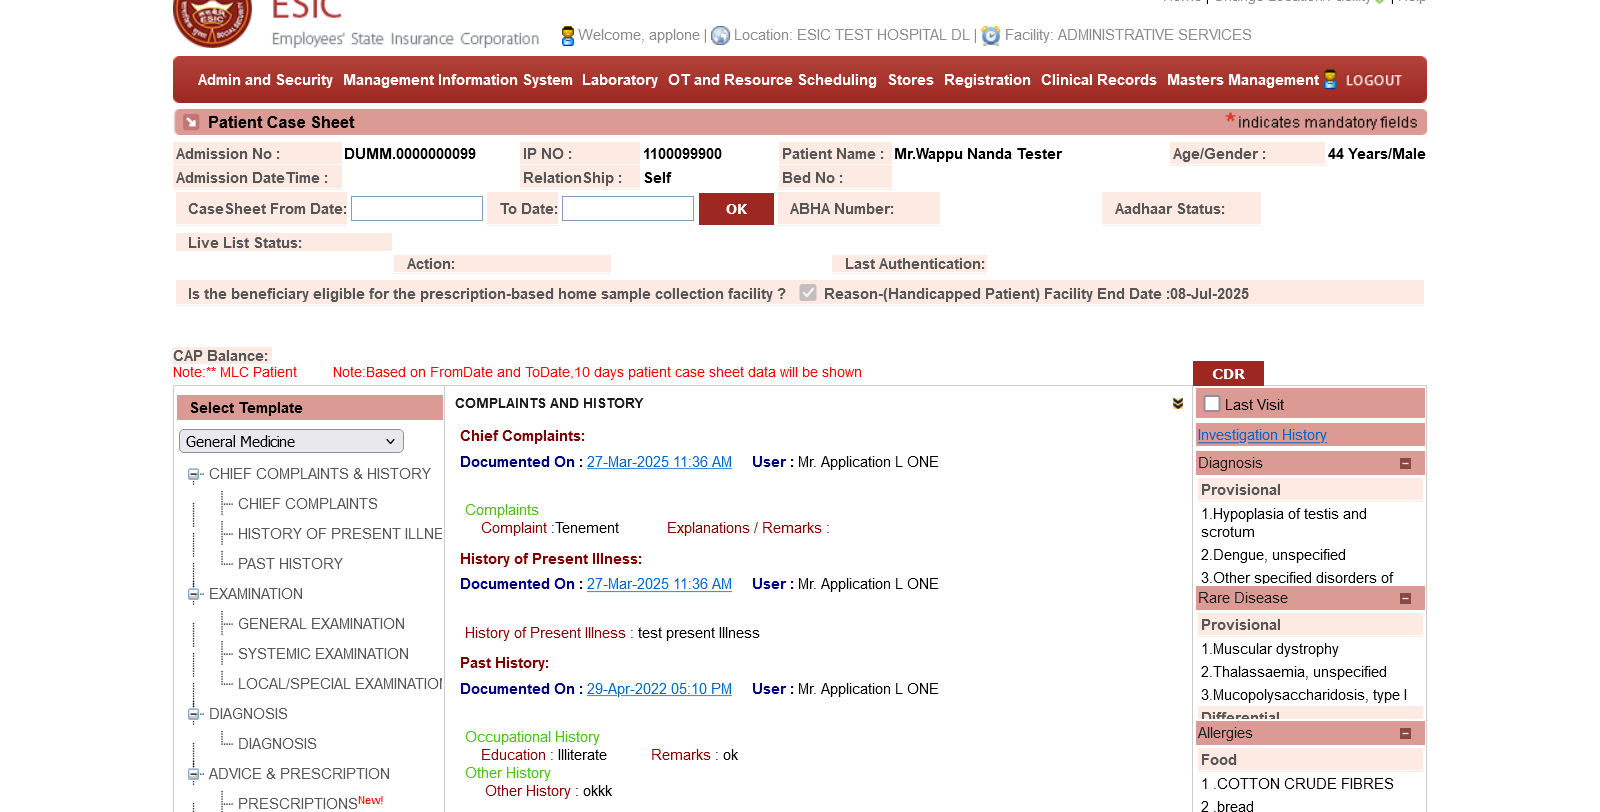 ESIC
Employees' State Insurance Corporation
Home | Change Location/Facility | Help
Welcome, applone | Location: ESIC TEST HOSPITAL DL | Facility: ADMINISTRATIVE SERVICES
Admin and Security Management Information System Laboratory OT and Resource Scheduling Stores Registration Clinical Records Masters Management LOGOUT
Patient Case Sheet
* indicates mandatory fields
Admission No : DUMM.0000000099 IP NO : 1100099900 Patient Name : Mr.Wappu Nanda Tester Age/Gender : 44 Years/Male
Admission DateTime : RelationShip : Self Bed No :
CaseSheet From Date: To Date: OK ABHA Number: Aadhaar Status:
Live List Status:
Action: Last Authentication:
Is the beneficiary eligible for the prescription-based home sample collection facility ? Reason-(Handicapped Patient) Facility End Date :08-Jul-2025
CAP Balance:
Note:** MLC Patient Note:Based on FromDate and ToDate,10 days patient case sheet data will be shown
CDR
Select Template
General Medicine
CHIEF COMPLAINTS & HISTORY
CHIEF COMPLAINTS
HISTORY OF PRESENT ILLNE
PAST HISTORY
EXAMINATION
GENERAL EXAMINATION
SYSTEMIC EXAMINATION
LOCAL/SPECIAL EXAMINATION
DIAGNOSIS
DIAGNOSIS
ADVICE & PRESCRIPTION
PRESCRIPTIONS New!
COMPLAINTS AND HISTORY
Chief Complaints:
Documented On : 27-Mar-2025 11:36 AM User : Mr. Application L ONE
Complaints
Complaint :Tenement Explanations / Remarks :
History of Present Illness:
Documented On : 27-Mar-2025 11:36 AM User : Mr. Application L ONE
History of Present Illness : test present Illness
Past History:
Documented On : 29-Apr-2022 05:10 PM User : Mr. Application L ONE
Occupational History
Education : Illiterate Remarks : ok
Other History
Other History : okkk
Last Visit
Investigation History
Diagnosis
Provisional
1.Hypoplasia of testis and
scrotum
2.Dengue, unspecified
3.Other specified disorders of
Rare Disease
Provisional
1.Muscular dystrophy
2.Thalassaemia, unspecified
3.Mucopolysaccharidosis, type I
Differential
Allergies
Food
1 .COTTON CRUDE FIBRES
2 .bread